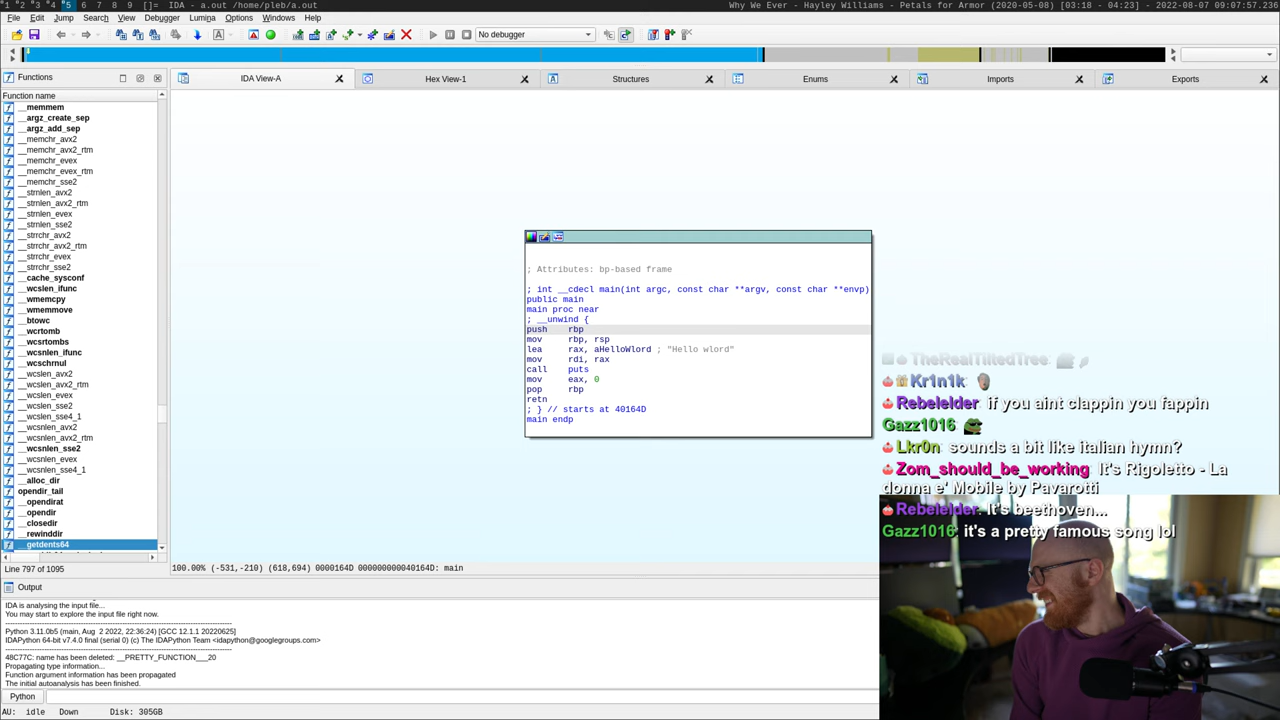 1 2 3 4 5 6 7 8 9 []= IDA - a.out /home/pleb/a.out
Why We Ever - Hayley Williams - Petals for Armor (2020-05-08) [03:18 - 04:23] - 2022-08-07 09:07:57.236
File Edit Jump Search View Debugger Lumina Options Windows Help
No debugger
Functions
IDA View-A
Hex View-1
Structures
Enums
Imports
Exports
Function name
__memmem
__argz_create_sep
__argz_add_sep
__memchr_avx2
__memchr_avx2_rtm
__memchr_evex
__memchr_evex_rtm
__memchr_sse2
__strnlen_avx2
__strnlen_avx2_rtm
__strnlen_evex
__strnlen_sse2
__strrchr_avx2
__strrchr_avx2_rtm
__strrchr_evex
__strrchr_sse2
__cache_sysconf
__wcslen_ifunc
__wmemcpy
__wmemmove
__btowc
__wcrtomb
__wcsrtombs
__wcsnlen_ifunc
__wcschrnul
__wcslen_avx2
__wcslen_avx2_rtm
__wcslen_evex
__wcslen_sse2
__wcslen_sse4_1
__wcsnlen_avx2
__wcsnlen_avx2_rtm
__wcsnlen_sse2
__wcsnlen_evex
__wcsnlen_sse4_1
__alloc_dir
opendir_tail
__opendirat
__opendir
__closedir
__rewinddir
__getdents64
Line 797 of 1095
; Attributes: bp-based frame
; int __cdecl main(int argc, const char **argv, const char **envp)
public main
main proc near
; __unwind {
push rbp
mov rbp, rsp
lea rax, aHelloWlord ; "Hello wlord"
mov rdi, rax
call puts
mov eax, 0
pop rbp
retn
; } // starts at 40164D
main endp
100.00% (-531,-210) (618,694) 0000164D 000000000040164D: main
TheRealTiltedTree:
Kr1n1k:
Rebelelder: if you aint clappin you fappin
Gazz1016:
Lkr0n: sounds a bit like italian hymn?
Zom_should_be_working: It's Rigoletto - La
donna e' Mobile by Pavarotti
Rebelelder: It's beethoven...
Gazz1016: it's a pretty famous song lol
Output
IDA is analysing the input file...
You may start to explore the input file right now.
Python 3.11.0b5 (main, Aug 2 2022, 22:36:24) [GCC 12.1.1 20220625]
IDAPython 64-bit v7.4.0 final (serial 0) (c) The IDAPython Team <idapython@googlegroups.com>
48C77C: name has been deleted: __PRETTY_FUNCTION___20
Propagating type information...
Function argument information has been propagated
The initial autoanalysis has been finished.
Python
AU: idle Down Disk: 305GB